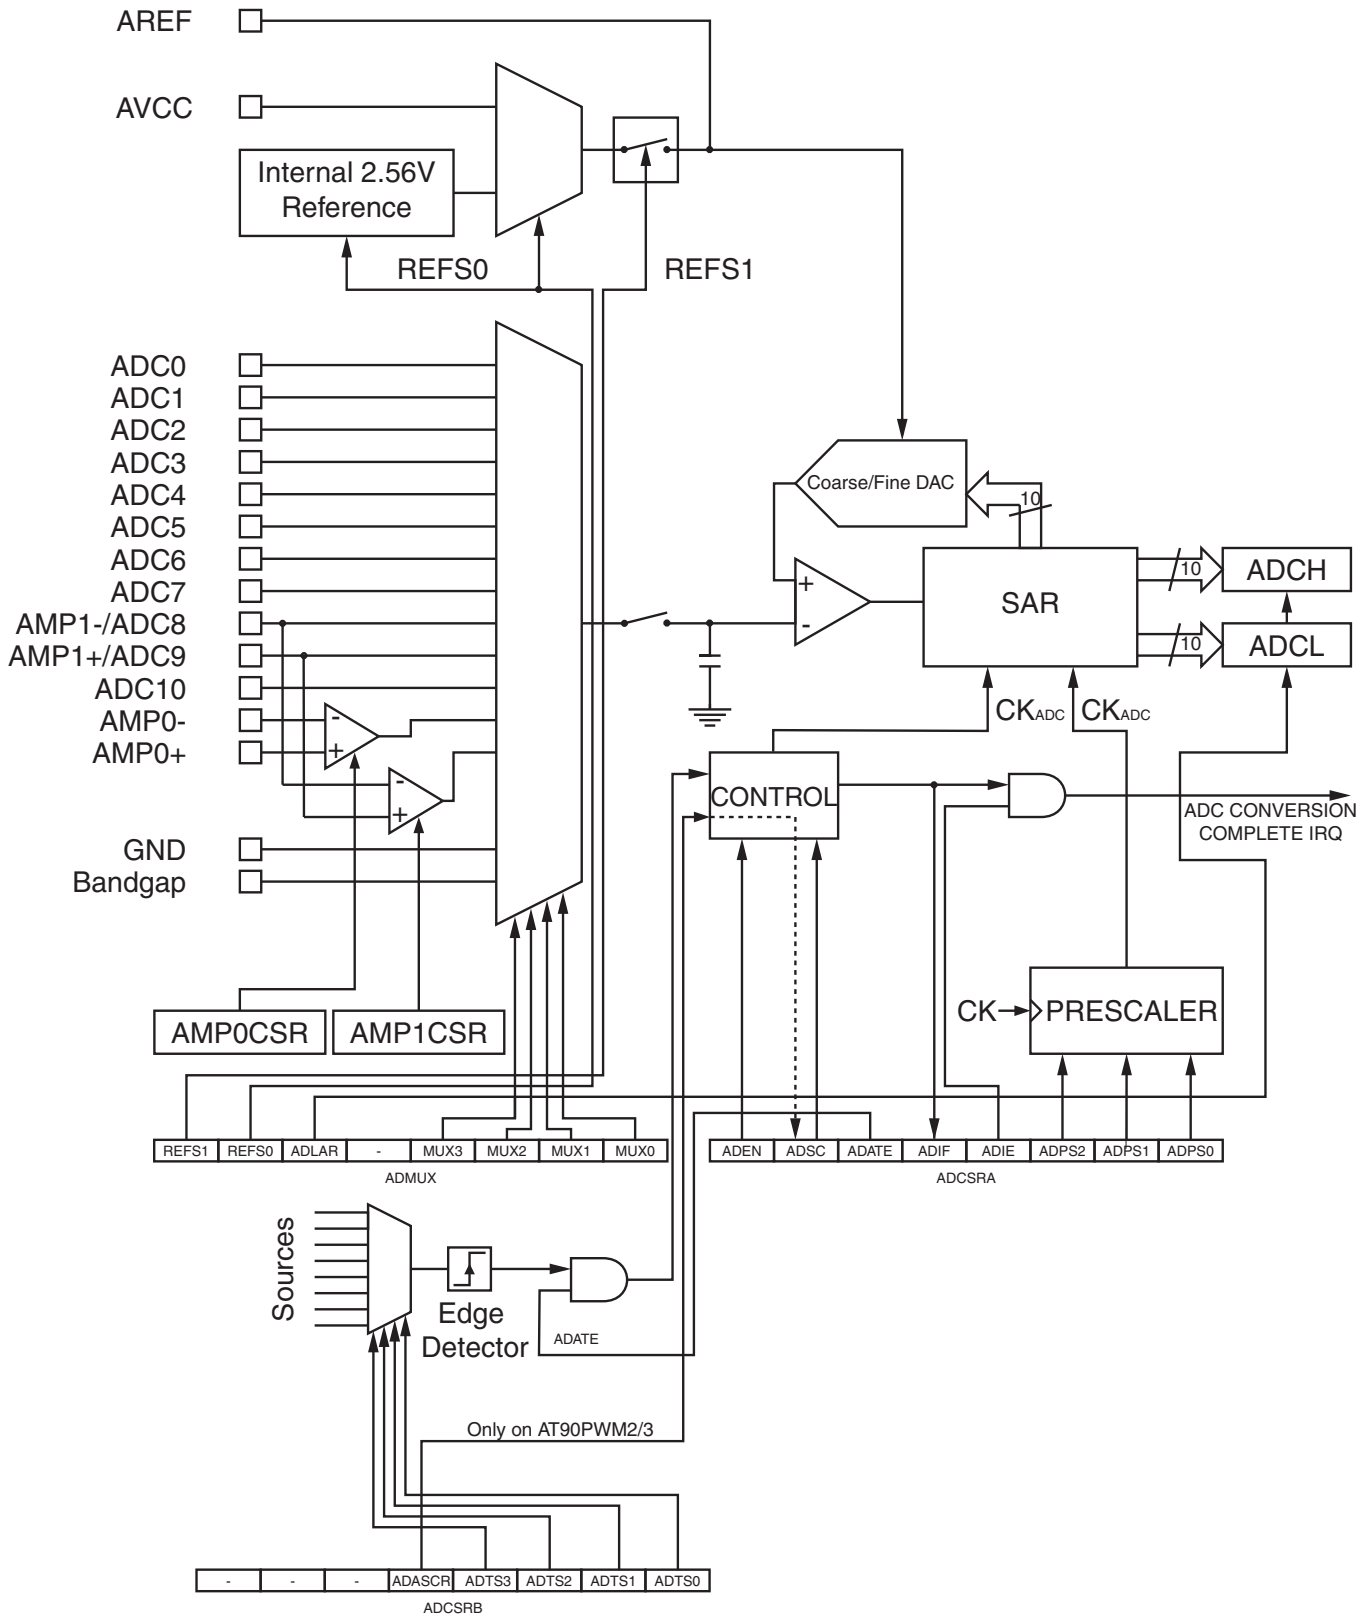 AREF
AVCC
Internal 2.56V
Reference
REFS0
REFS1
ADC0
ADC1
ADC2
ADC3
ADC4
ADC5
ADC6
ADC7
AMP1-/ADC8
AMP1+/ADC9
ADC10
AMP0-
AMP0+
GND
Bandgap
Coarse/Fine DAC
10
+
-
SAR
10
ADCH
10
ADCL
CKADC
CKADC
-
+
-
+
CONTROL
ADC CONVERSION
COMPLETE IRQ
CK
PRESCALER
AMP0CSR
AMP1CSR
REFS1 REFS0 ADLAR - MUX3 MUX2 MUX1 MUX0
ADMUX
ADEN ADSC ADATE ADIF ADIE ADPS2 ADPS1 ADPS0
ADCSRA
Sources
Edge
Detector
ADATE
Only on AT90PWM2/3
- - - ADASCR ADTS3 ADTS2 ADTS1 ADTS0
ADCSRB